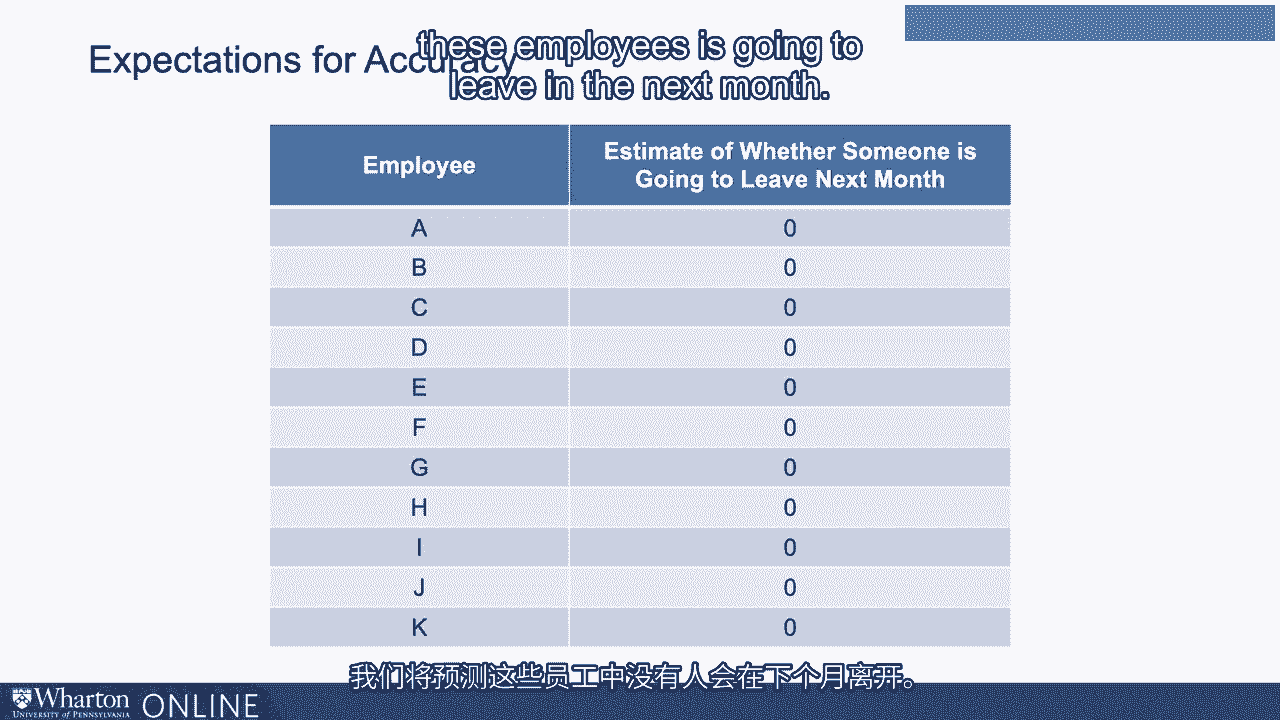 these employees is going to
leave in the next month.
Expectations for Accuracy
Employee
Estimate of Whether Someone is
Going to Leave Next Month
A 0
B 0
C 0
D 0
E 0
F 0
G 0
H 0
I 0
J 0
K 0
我们将预测这些员工中没有人会在下个月离开。
Wharton ONLINE
UNIVERSITY of PENNSYLVANIA